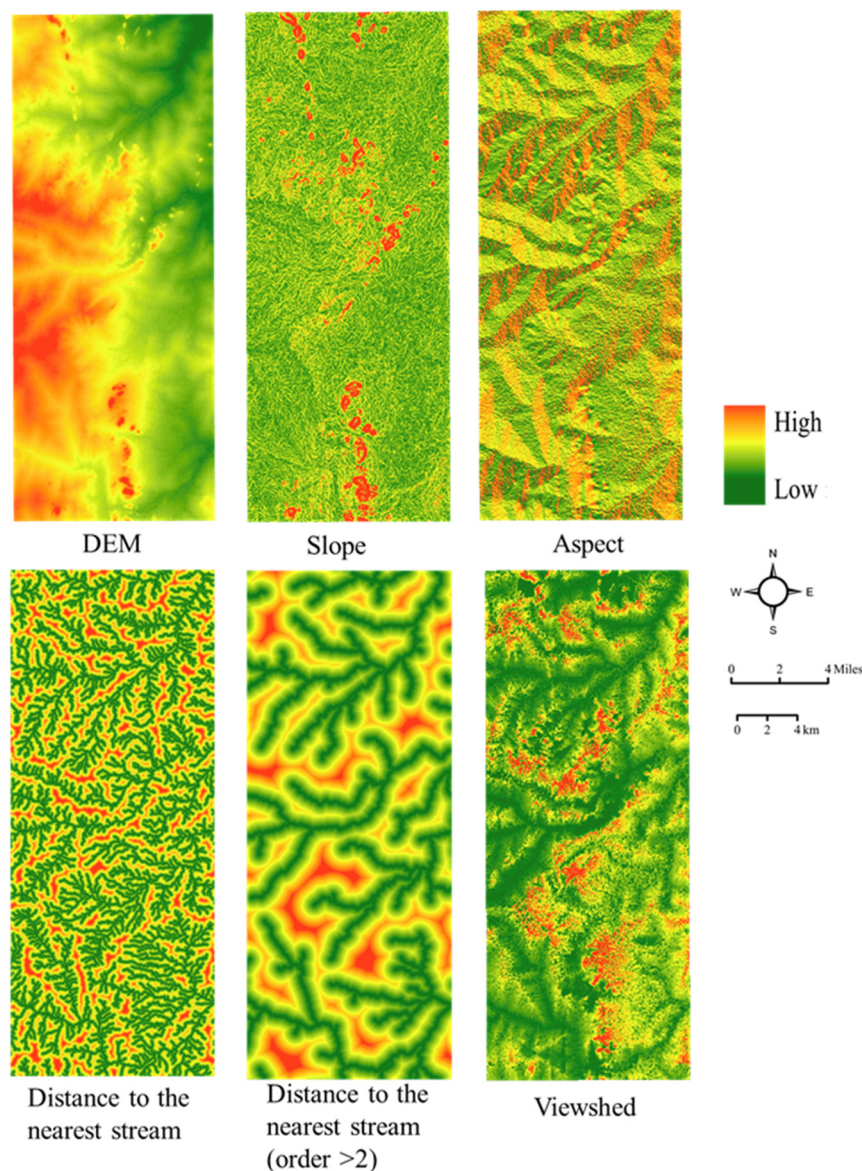 DEM
Slope
Aspect
High
Low
N
W E
S
0 2 4 Miles
0 2 4 km
Distance to the
nearest stream
Distance to the
nearest stream
(order >2)
Viewshed